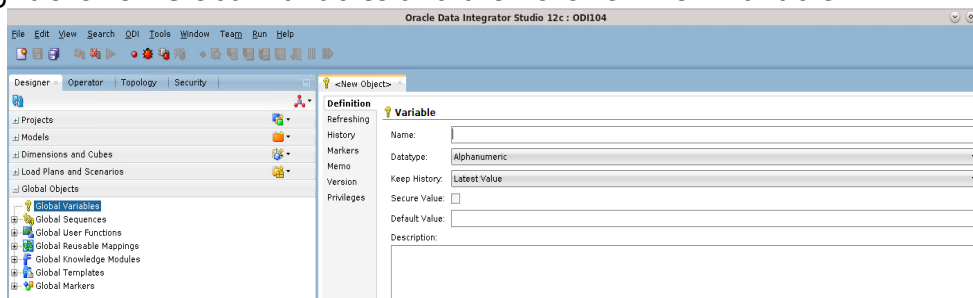 Oracle Data Integrator Studio 12c : ODI104
File Edit View Search ODI Tools Window Team Run Help
Designer Operator Topology Security
<New Object>
Projects
Models
Dimensions and Cubes
Load Plans and Scenarios
Global Objects
Global Variables
Global Sequences
Global User Functions
Global Reusable Mappings
Global Knowledge Modules
Global Templates
Global Markers
Definition
Refreshing
History
Markers
Memo
Version
Privileges
Variable
Name:
Datatype: Alphanumeric
Keep History: Latest Value
Secure Value:
Default Value:
Description: